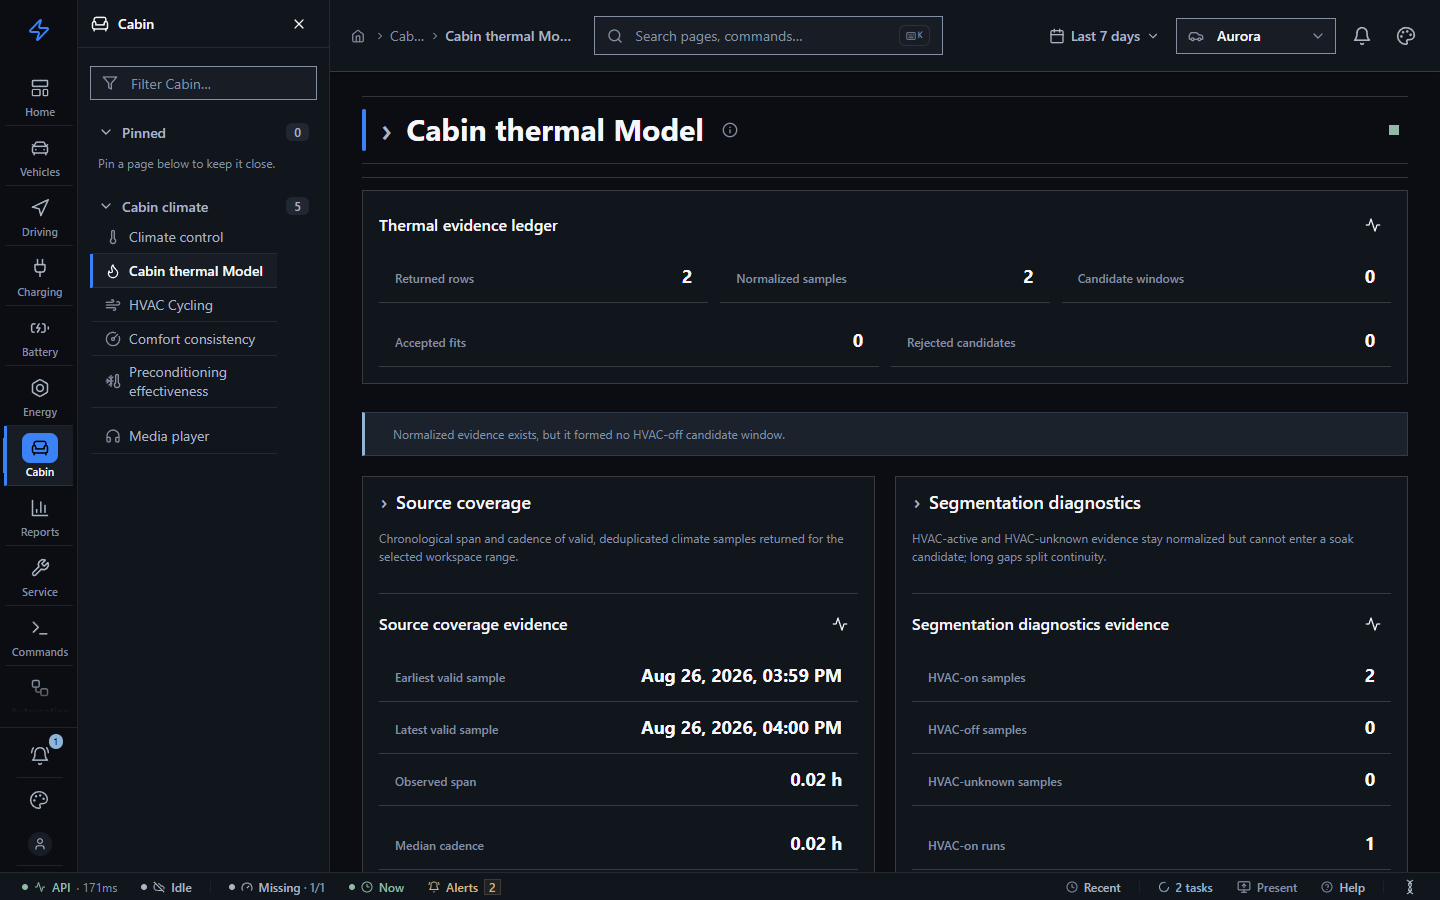 Cabin
Cab...
Cabin thermal Mo...
Search pages, commands...
K
Last 7 days
Aurora
Home
Vehicles
Driving
Charging
Battery
Energy
Cabin
Reports
Service
Commands
1
Filter Cabin...
Pinned
0
Pin a page below to keep it close.
Cabin climate
5
Climate control
Cabin thermal Model
HVAC Cycling
Comfort consistency
Preconditioning
effectiveness
Media player
Cabin thermal Model
Thermal evidence ledger
Returned rows 2
Normalized samples 2
Candidate windows 0
Accepted fits 0
Rejected candidates 0
Normalized evidence exists, but it formed no HVAC-off candidate window.
Source coverage
Chronological span and cadence of valid, deduplicated climate samples returned for the
selected workspace range.
Source coverage evidence
Earliest valid sample Aug 26, 2026, 03:59 PM
Latest valid sample Aug 26, 2026, 04:00 PM
Observed span 0.02 h
Median cadence 0.02 h
Segmentation diagnostics
HVAC-active and HVAC-unknown evidence stay normalized but cannot enter a soak
candidate; long gaps split continuity.
Segmentation diagnostics evidence
HVAC-on samples 2
HVAC-off samples 0
HVAC-unknown samples 0
HVAC-on runs 1
API · 171ms
Idle
Missing · 1/1
Now
Alerts 2
Recent
2 tasks
Present
Help